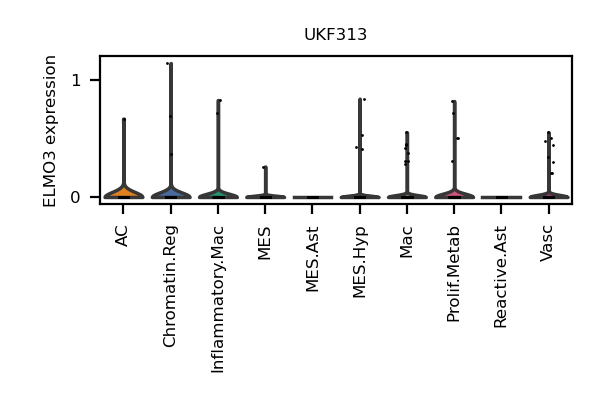 UKF313
ELMO3 expression
1
0
AC
Chromatin.Reg
Inflammatory.Mac
MES
MES.Ast
MES.Hyp
Mac
Prolif.Metab
Reactive.Ast
Vasc